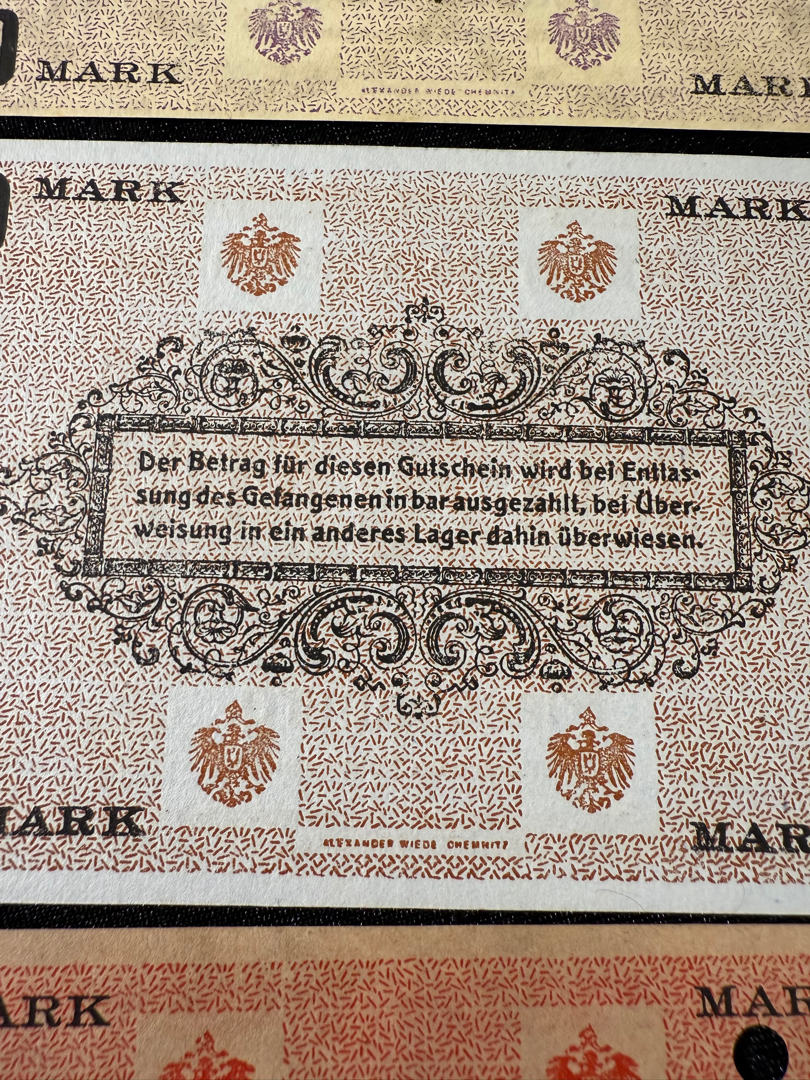 MARK MARK
ALEXANDER WIEDE CHEMNITZ
MARK MARK
Der Betrag für diesen Gutschein wird bei Entlas-
sung des Gefangenen in bar ausgezahlt, bei Über-
weisung in ein anderes Lager dahin überwiesen.
MARK MAR
ALEXANDER WIEDE CHEMNITZ
ARK MAR